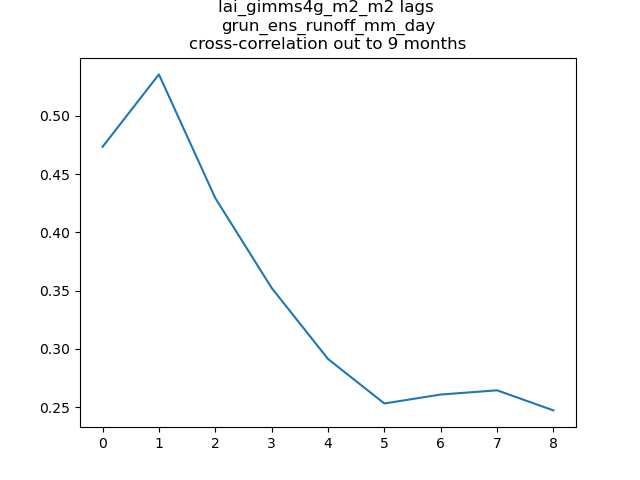 lai_gimms4g_m2_m2 lags
grun_ens_runoff_mm_day
cross-correlation out to 9 months
0.50
0.45
0.40
0.35
0.30
0.25
0 1 2 3 4 5 6 7 8